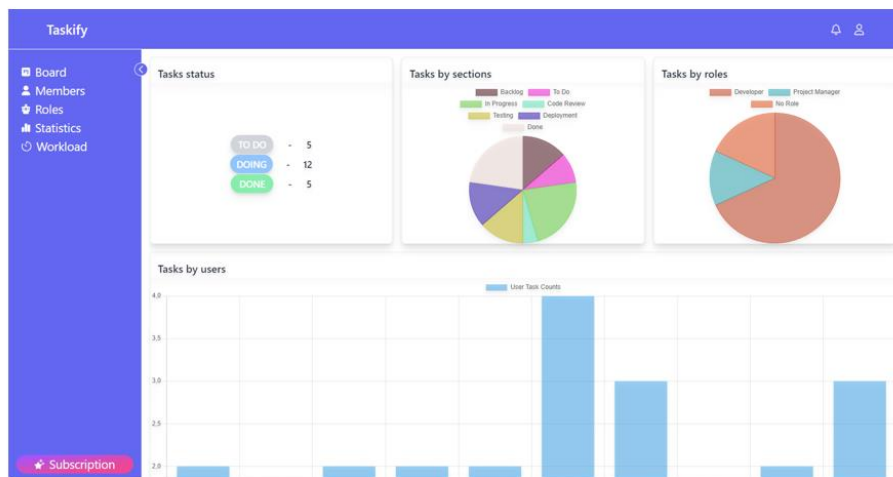 Taskify
Board
Members
Roles
Statistics
Workload
Subscription
Tasks status
TO DO - 5
DOING - 12
DONE - 5
Tasks by sections
Backlog To Do
In Progress Code Review
Testing Deployment
Done
Tasks by roles
Developer Project Manager
No Role
Tasks by users
User Task Counts
4,0
3,5
3,0
2,5
2,0